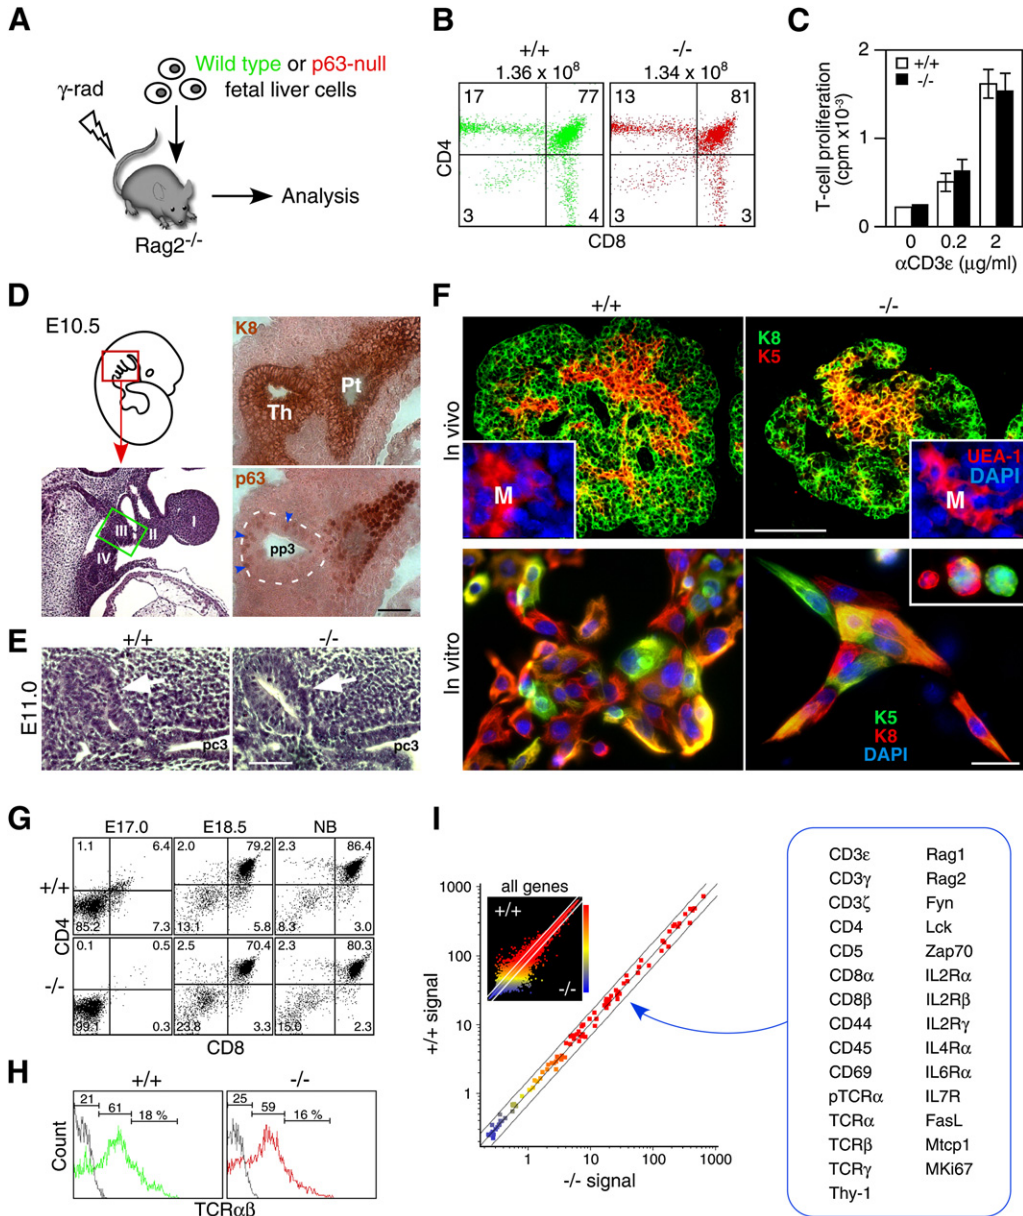 A
Wild type or p63-null
fetal liver cells
γ-rad
Analysis
Rag2-/-
B
+/+
1.36 x 10⁸
-/-
1.34 x 10⁸
17
77
13
81
CD4
3
4
3
3
CD8
C
2
+/+
-/-
1
0
T-cell proliferation
(cpm x10⁻³)
0
0.2
2
αCD3ε (μg/ml)
D
E10.5
K8
Th
Pt
p63
pp3
I
II
III
IV
E
+/+
-/-
E11.0
pc3
pc3
F
+/+
-/-
In vivo
K8
K5
M
UEA-1
DAPI
M
In vitro
K5
K8
DAPI
G
E17.0
E18.5
NB
+/+
1.1
6.4
2.0
79.2
2.3
86.4
85.2
7.3
13.1
5.8
8.3
3.0
CD4
-/-
0.1
0.5
2.5
70.4
2.3
80.3
99.1
0.3
23.8
3.3
15.0
2.3
CD8
H
+/+
-/-
21
61
18 %
25
59
16 %
Count
TCRαβ
I
1000
100
10
1
+/+ signal
all genes
+/+
-/-
1
10
100
1000
-/- signal
CD3ε Rag1
CD3γ Rag2
CD3ζ Fyn
CD4 Lck
CD5 Zap70
CD8α IL2Rα
CD8β IL2Rβ
CD44 IL2Rγ
CD45 IL4Rα
CD69 IL6Rα
pTCRα IL7R
TCRα FasL
TCRβ Mtcp1
TCRγ MKi67
Thy-1